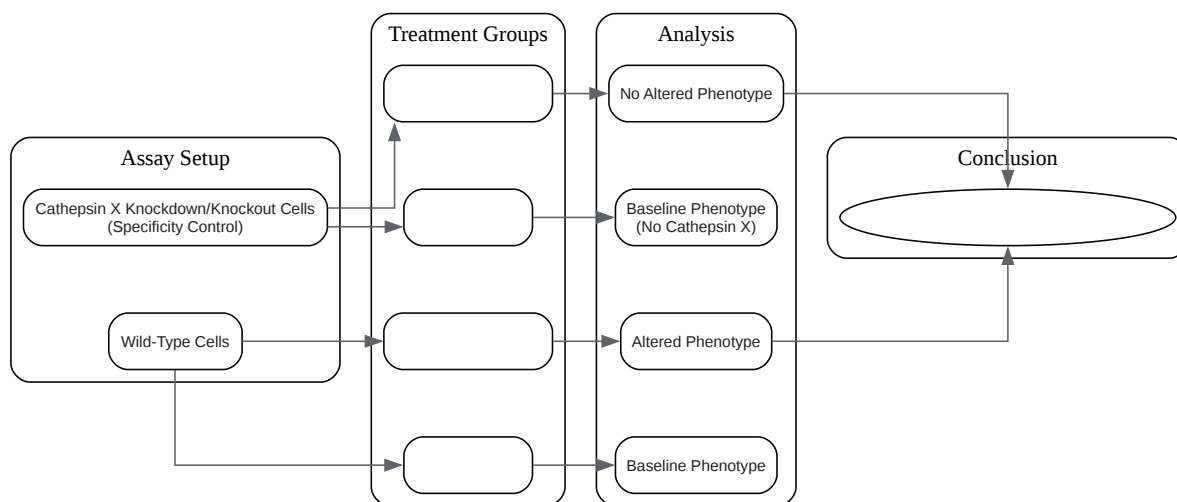 Treatment Groups
Analysis
No Altered Phenotype
Assay Setup
Conclusion
Cathepsin X Knockdown/Knockout Cells
(Specificity Control)
Baseline Phenotype
(No Cathepsin X)
Wild-Type Cells
Altered Phenotype
Baseline Phenotype